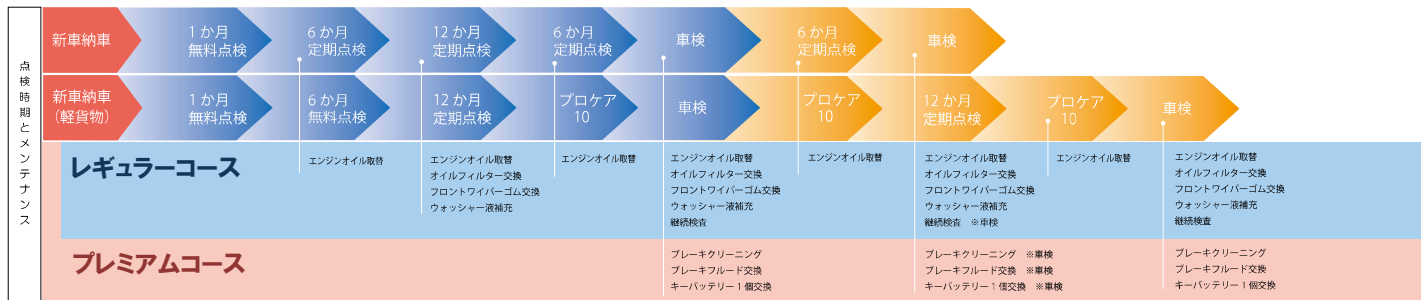 点検時期とメンテナンス
新車納車
1か月
無料点検
6か月
定期点検
12か月
定期点検
6か月
定期点検
車検
6か月
定期点検
車検
新車納車
（軽貨物）
1か月
無料点検
6か月
無料点検
12か月
定期点検
プロケア
10
車検
プロケア
10
12か月
定期点検
プロケア
10
車検
レギュラーコース
エンジンオイル取替
エンジンオイル取替
オイルフィルター交換
フロントワイパーゴム交換
ウォッシャー液補充
エンジンオイル取替
エンジンオイル取替
オイルフィルター交換
フロントワイパーゴム交換
ウォッシャー液補充
継続検査
エンジンオイル取替
エンジンオイル取替
オイルフィルター交換
フロントワイパーゴム交換
ウォッシャー液補充
継続検査　※車検
エンジンオイル取替
エンジンオイル取替
オイルフィルター交換
フロントワイパーゴム交換
ウォッシャー液補充
継続検査
プレミアムコース
ブレーキクリーニング
ブレーキフルード交換
キーバッテリー1個交換
ブレーキクリーニング　※車検
ブレーキフルード交換　※車検
キーバッテリー1個交換　※車検
ブレーキクリーニング
ブレーキフルード交換
キーバッテリー1個交換